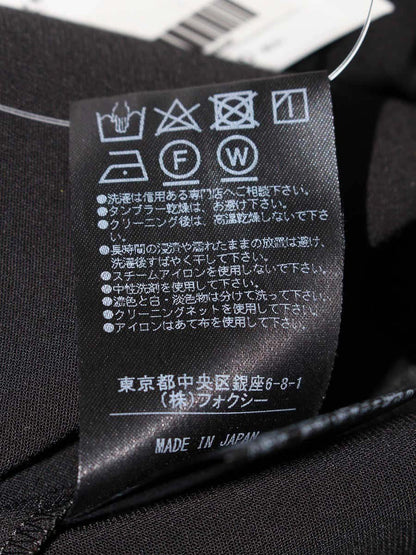 F W
●洗濯は信用ある専門店へご相談下さい。
●タンブラー乾燥は、お避け下さい。
●クリーニング後は、高温乾燥しないで下さい。
●長時間の浸漬や濡れたままの放置は避け、
洗濯後すばやく干して下さい。
●スチームアイロンを使用しないで下さい。
●中性洗剤を使用して下さい。
●濃色と白・淡色物は分けて洗って下さい。
●クリーニングネットを使用して下さい。
●アイロンはあて布を使用して下さい。
東京都中央区銀座6-8-1
(株)フォクシー
MADE IN JAPAN